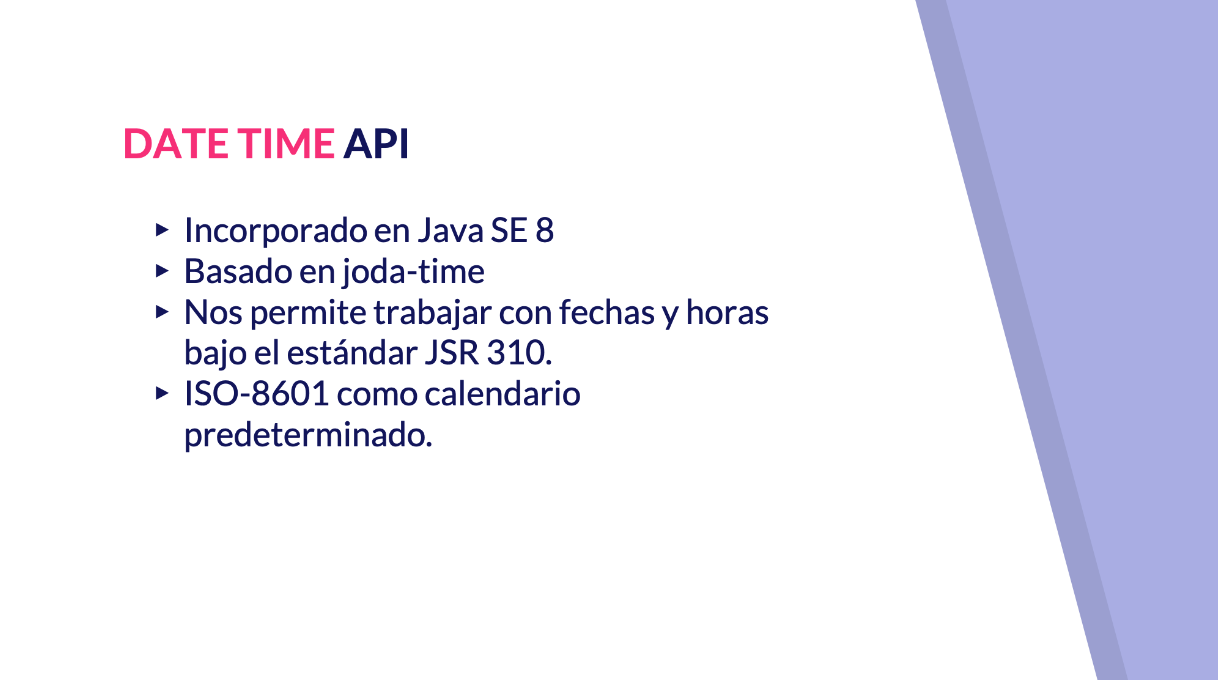 DATE TIME API
▸ Incorporado en Java SE 8
▸ Basado en joda-time
▸ Nos permite trabajar con fechas y horas
bajo el estándar JSR 310.
▸ ISO-8601 como calendario
predeterminado.